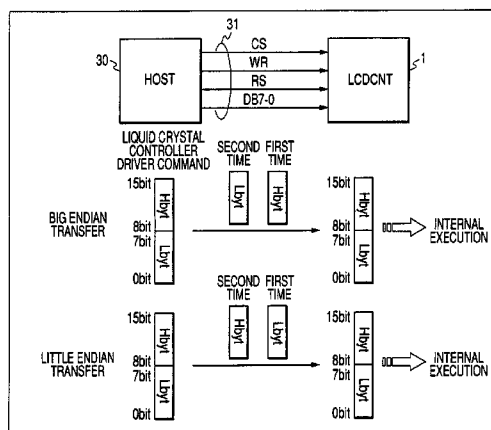 31
30
HOST
CS
WR
RS
DB7-0
LCDCNT
1
LIQUID CRYSTAL
CONTROLLER
DRIVER COMMAND
SECOND
TIME
FIRST
TIME
BIG ENDIAN
TRANSFER
15bit
8bit
7bit
0bit
Hbyt
Lbyt
Lbyt
Hbyt
15bit
8bit
7bit
0bit
Hbyt
Lbyt
INTERNAL
EXECUTION
SECOND
TIME
FIRST
TIME
LITTLE ENDIAN
TRANSFER
15bit
8bit
7bit
0bit
Hbyt
Lbyt
Hbyt
Lbyt
15bit
8bit
7bit
0bit
Hbyt
Lbyt
INTERNAL
EXECUTION